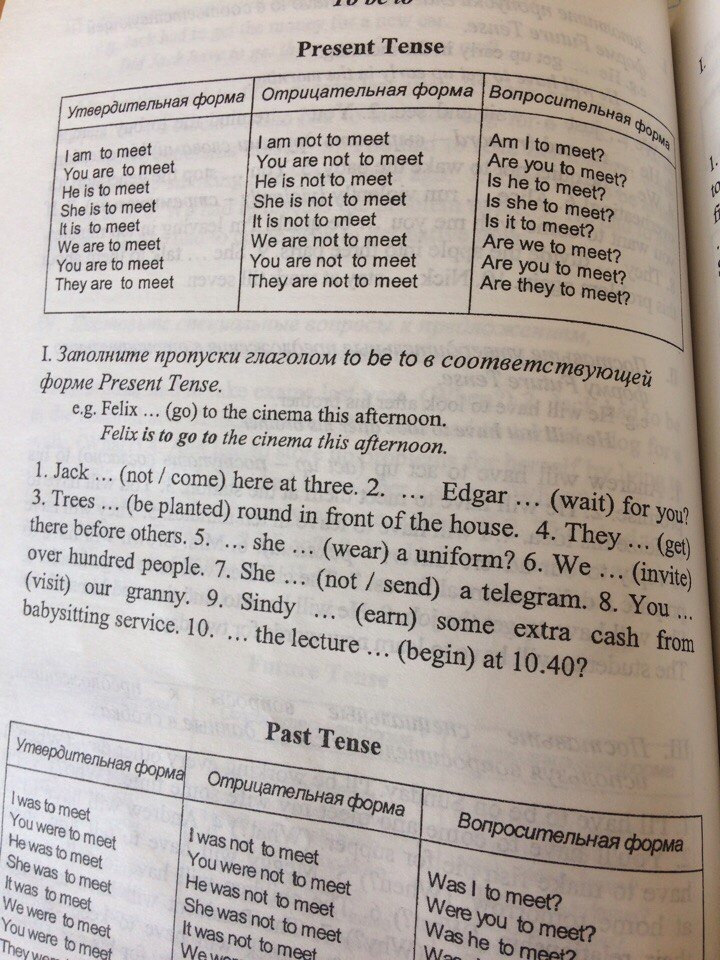 To be to
Present Tense
Утвердительная форма
I am to meet
You are to meet
He is to meet
She is to meet
It is to meet
We are to meet
You are to meet
They are to meet
Отрицательная форма
I am not to meet
You are not to meet
He is not to meet
She is not to meet
It is not to meet
We are not to meet
You are not to meet
They are not to meet
Вопросительная форма
Am I to meet?
Are you to meet?
Is he to meet?
Is she to meet?
Is it to meet?
Are we to meet?
Are you to meet?
Are they to meet?
I. Заполните пропуски глаголом to be to в соответствующей
форме Present Tense.
e.g. Felix … (go) to the cinema this afternoon.
Felix is to go to the cinema this afternoon.
1. Jack … (not / come) here at three. 2. … Edgar … (wait) for you?
3. Trees … (be planted) round in front of the house. 4. They … (get)
there before others. 5. … she … (wear) a uniform? 6. We … (invite)
over hundred people. 7. She … (not / send) a telegram. 8. You …
(visit) our granny. 9. Sindy … (earn) some extra cash from
babysitting service. 10. … the lecture … (begin) at 10.40?
Past Tense
Утвердительная форма
I was to meet
You were to meet
He was to meet
She was to meet
It was to meet
We were to meet
You were to meet
They were to meet
Отрицательная форма
I was not to meet
You were not to meet
He was not to meet
She was not to meet
It was not to meet
We were
Вопросительная форма
Was I to meet?
Were you to meet?
Was he to meet?